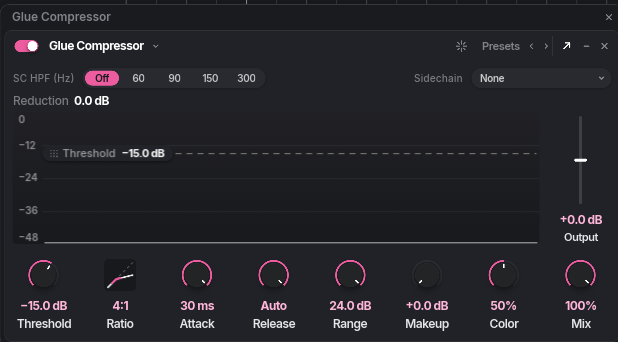 Glue Compressor
Glue Compressor
Presets
SC HPF (Hz) Off 60 90 150 300 Sidechain None
Reduction 0.0 dB
0
−12
Threshold −15.0 dB
−24
−36
−48
+0.0 dB
Output
−15.0 dB 4:1 30 ms Auto 24.0 dB +0.0 dB 50% 100%
Threshold Ratio Attack Release Range Makeup Color Mix